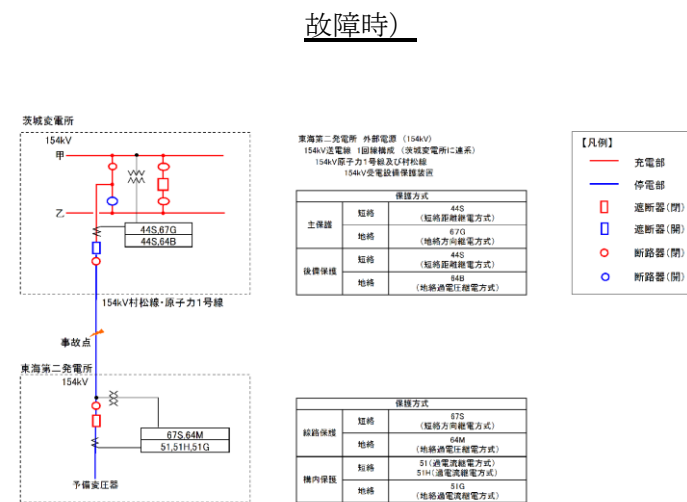 故障時）
茨城変電所
154kV
甲
乙
44S,67G
44S,64B
154kV村松線・原子力1号線
事故点
東海第二発電所
154kV
67S,64M
51,51H,51G
予備変圧器
東海第二発電所 外部電源 (154kV)
154kV送電線 1回線構成 (茨城変電所に連系)
154kV原子力1号線及び村松線
154kV受電設備保護装置
保護方式
主保護
短絡
44S
(短絡距離継電方式)
地絡
67G
(地絡方向継電方式)
後備保護
短絡
44S
(短絡距離継電方式)
地絡
64B
(地絡過電圧継電方式)
保護方式
線路保護
短絡
67S
(短絡方向継電方式)
地絡
64M
(地絡過電圧継電方式)
構内保護
短絡
51(過電流継電方式)
51H(過電流継電方式)
地絡
51G
(地絡過電流継電方式)
【凡例】
充電部
停電部
遮断器(閉)
遮断器(開)
断路器(閉)
断路器(開)